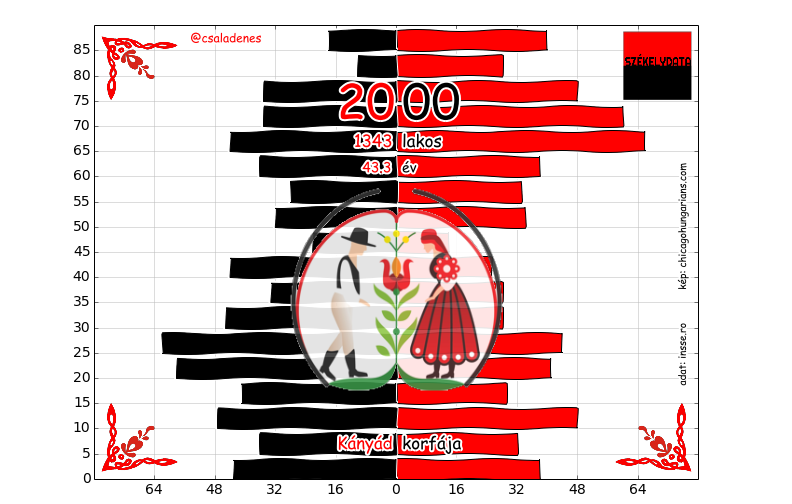 @csaladenes
SZÉKELYDATA
2000
1343 lakos
43.3 év
kép: chicagohungarians.com
adat: insse.ro
Kányád korfája
85
80
75
70
65
60
55
50
45
40
35
30
25
20
15
10
5
0
64 48 32 16 0 16 32 48 64